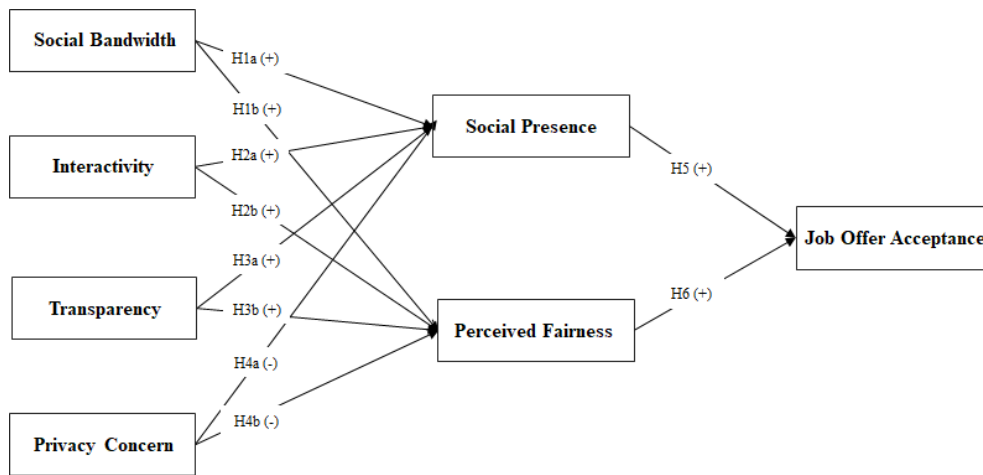 Social Bandwidth
H1a (+)
H1b (+)
Social Presence
Interactivity
H2a (+)
H2b (+)
H5 (+)
Job Offer Acceptance
H3a (+)
Transparency
H3b (+)
H6 (+)
Perceived Fairness
H4a (-)
H4b (-)
Privacy Concern